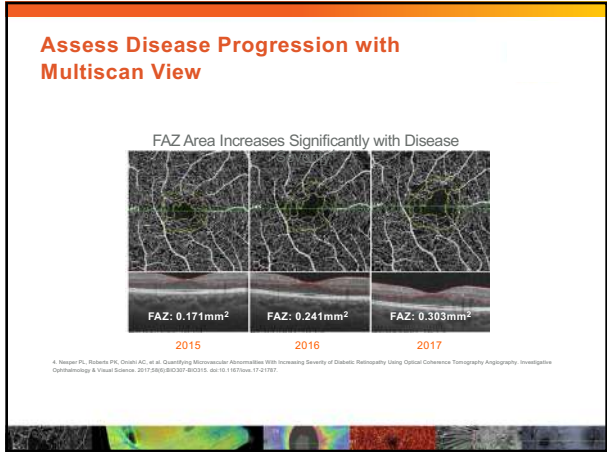 Assess Disease Progression with
Multiscan View
FAZ Area Increases Significantly with Disease
FAZ: 0.171mm²
FAZ: 0.241mm²
FAZ: 0.303mm²
2015
2016
2017
4. Nesper PL, Roberts PK, Onishi AC, et al. Quantifying Microvascular Abnormalities With Increasing Severity of Diabetic Retinopathy Using Optical Coherence Tomography Angiography. Investigative
Ophthalmology & Visual Science. 2017;58(6):BIO307-BIO315. doi:10.1167/iovs.17-21787.